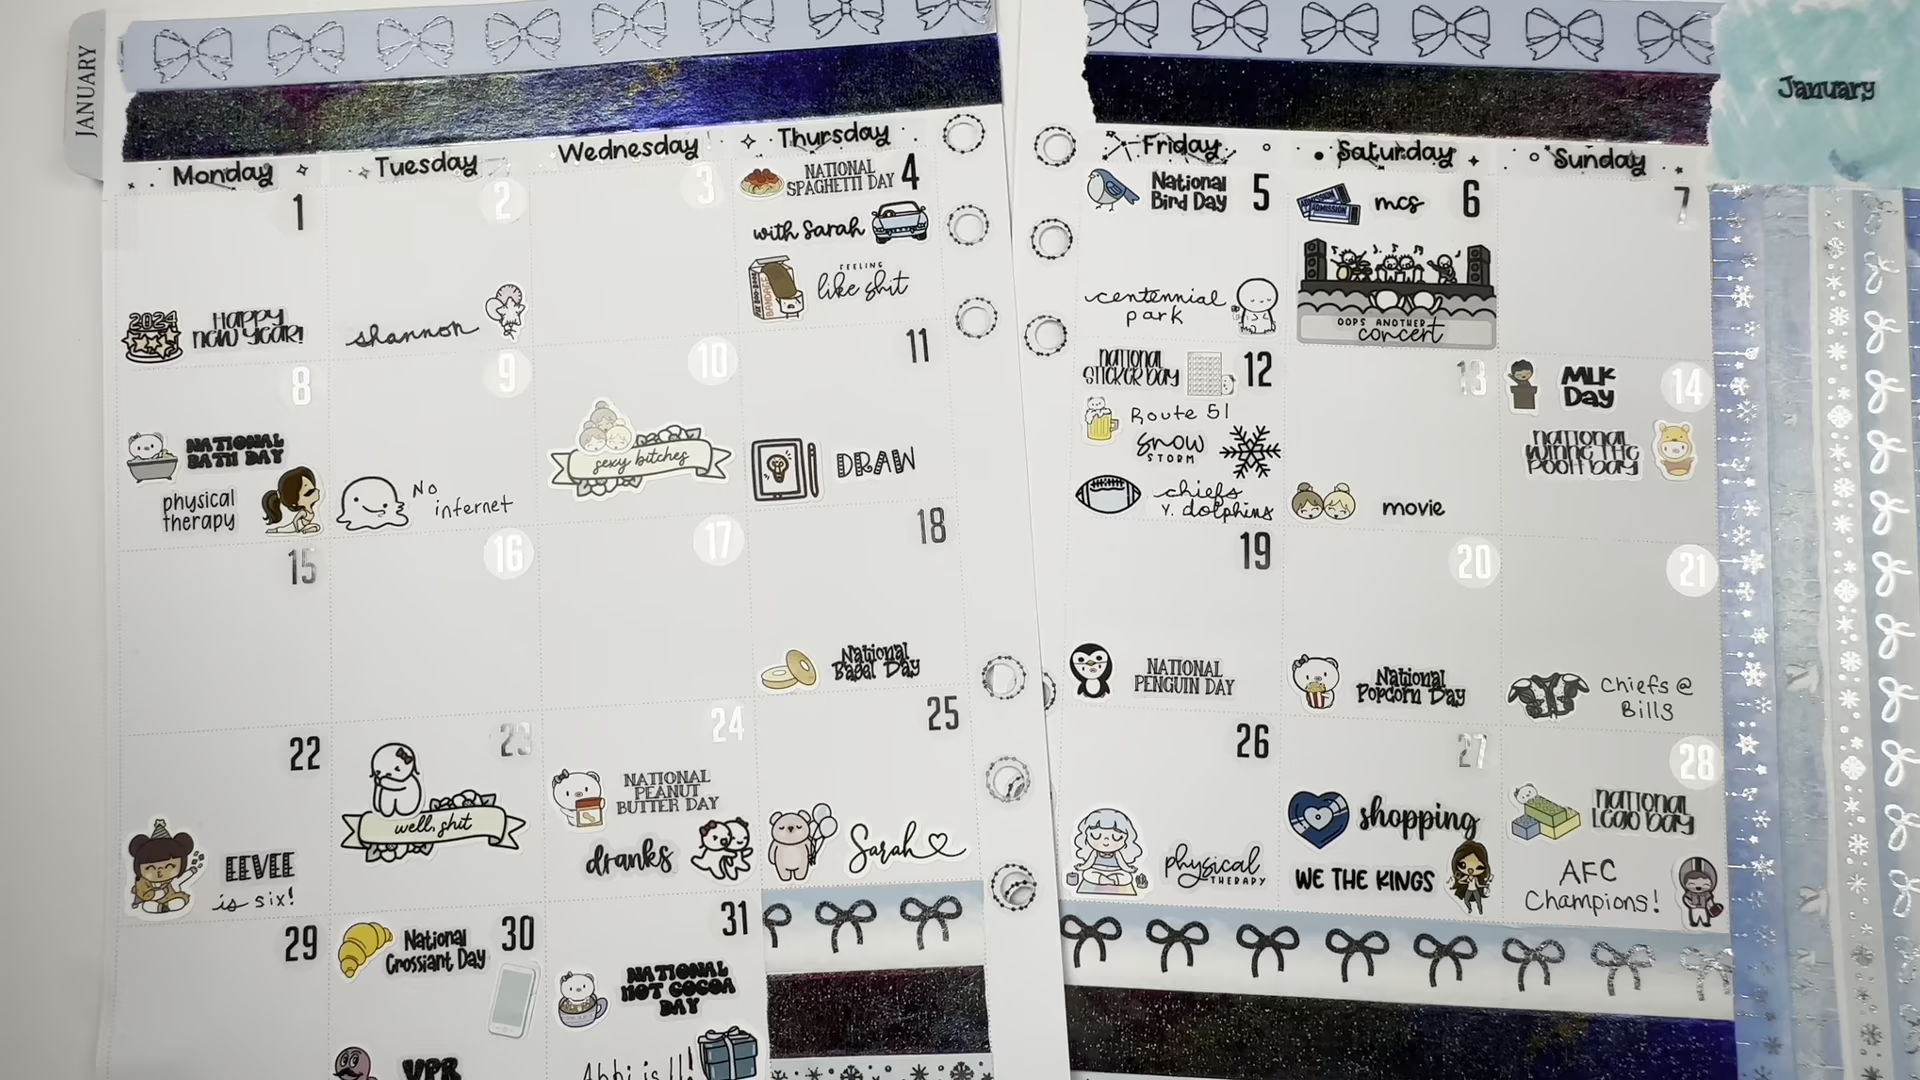 JANUARY
January
Monday
Tuesday
Wednesday
Thursday
Friday
Saturday
Sunday
1
2024
HAPPY
NEW YEAR!
2
shannon
3
NATIONAL
SPAGHETTI DAY
4
with Sarah
FEELING
like shit
National
Bird Day
5
centennial
park
ADMISSION
mcs
6
OOPS ANOTHER
concert
7
8
NATIONAL
BATH DAY
physical
therapy
9
No
internet
10
sexy bitches
11
DRAW
NATIONAL
STICKER DAY
12
Route 51
SNOW
STORM
chiefs
v. dolphins
13
movie
MLK
Day
14
NATIONAL
WINNIE THE
POOH DAY
15
16
17
18
National
Bagel Day
19
NATIONAL
PENGUIN DAY
20
National
Popcorn Day
21
Chiefs @
Bills
22
EEVEE
is six!
23
well, shit
24
NATIONAL
PEANUT
BUTTER DAY
dranks
25
Sarah
26
physical
THERAPY
27
shopping
WE THE KINGS
28
NATIONAL
LEGO DAY
AFC
Champions!
29
National
Crossiant Day
30
VPR
31
NATIONAL
HOT COCOA
DAY
Abbi is 11!